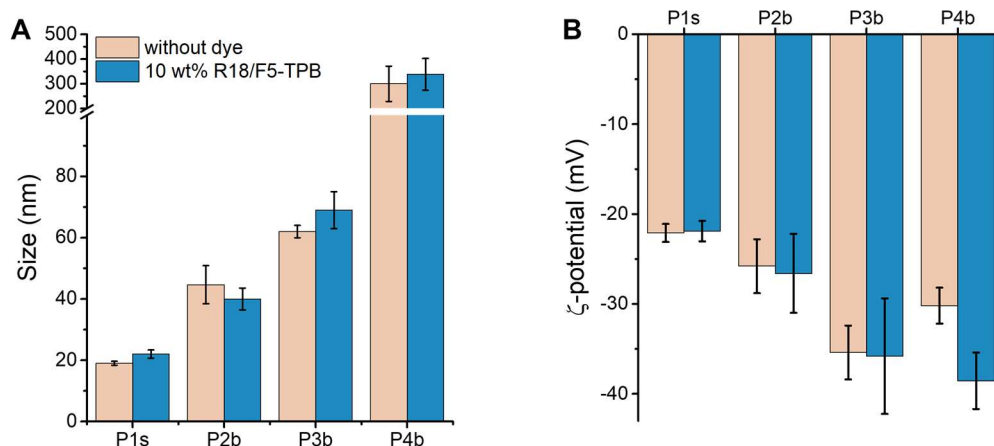 A
500
400
300
200
80
60
40
20
0
Size (nm)
without dye
10 wt% R18/F5-TPB
P1s P2b P3b P4b
B
P1s P2b P3b P4b
0
-10
-20
-30
-40
ζ-potential (mV)